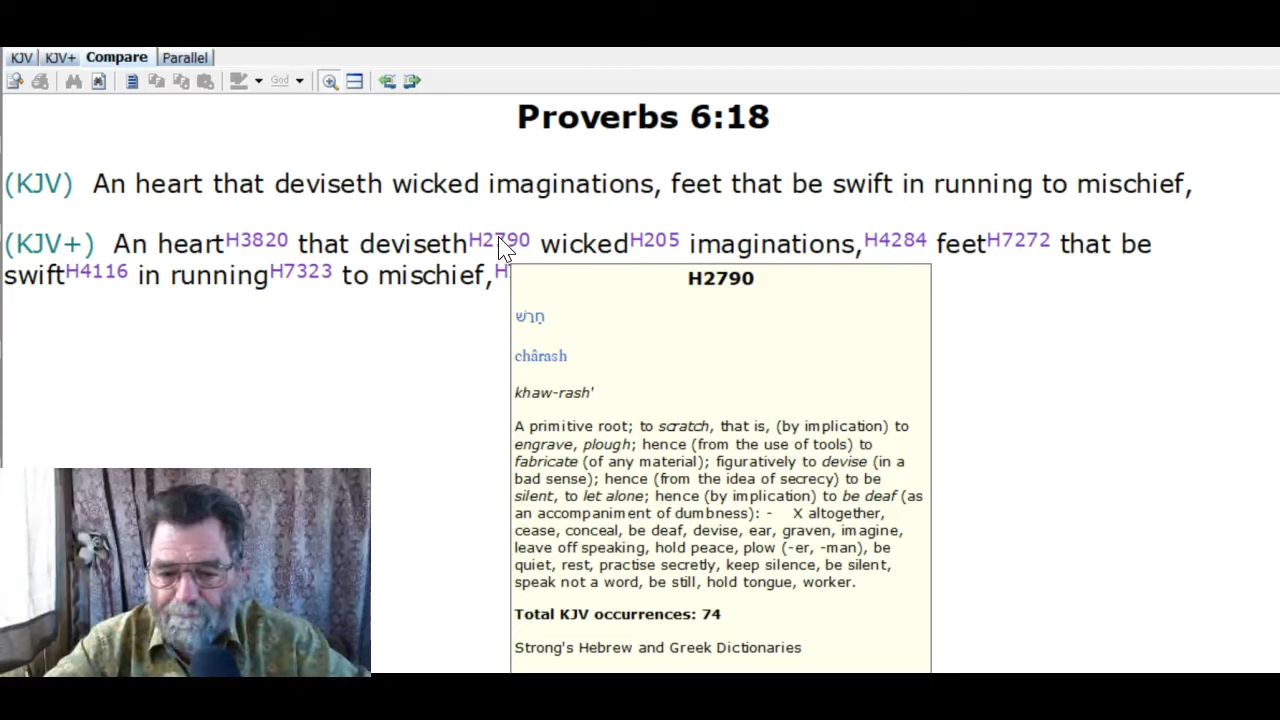 KJV KJV+ Compare Parallel
God
Proverbs 6:18
(KJV) An heart that deviseth wicked imaginations, feet that be swift in running to mischief,
(KJV+) An heartH3820 that devisethH2790 wickedH205 imaginations,H4284 feetH7272 that be
swiftH4116 in runningH7323 to mischief,
H2790
חָרַשׁ
chârash
khaw-rash'
A primitive root; to scratch, that is, (by implication) to
engrave, plough; hence (from the use of tools) to
fabricate (of any material); figuratively to devise (in a
bad sense); hence (from the idea of secrecy) to be
silent, to let alone; hence (by implication) to be deaf (as
an accompaniment of dumbness): - X altogether,
cease, conceal, be deaf, devise, ear, graven, imagine,
leave off speaking, hold peace, plow (-er, -man), be
quiet, rest, practise secretly, keep silence, be silent,
speak not a word, be still, hold tongue, worker.
Total KJV occurrences: 74
Strong's Hebrew and Greek Dictionaries